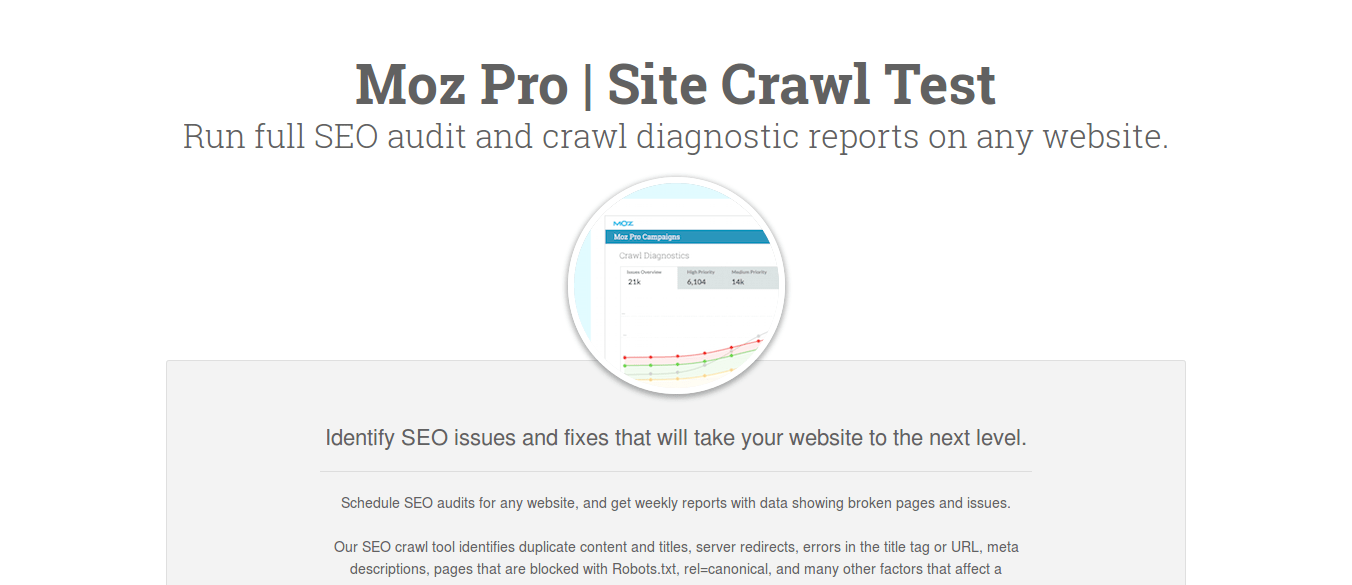 Moz Pro | Site Crawl Test
Run full SEO audit and crawl diagnostic reports on any website.
MOZ
Moz Pro Campaigns
Crawl Diagnostics
Issues Overview High Priority Medium Priority
21k 6,104 14k
Identify SEO issues and fixes that will take your website to the next level.
Schedule SEO audits for any website, and get weekly reports with data showing broken pages and issues.
Our SEO crawl tool identifies duplicate content and titles, server redirects, errors in the title tag or URL, meta
descriptions, pages that are blocked with Robots.txt, rel=canonical, and many other factors that affect a